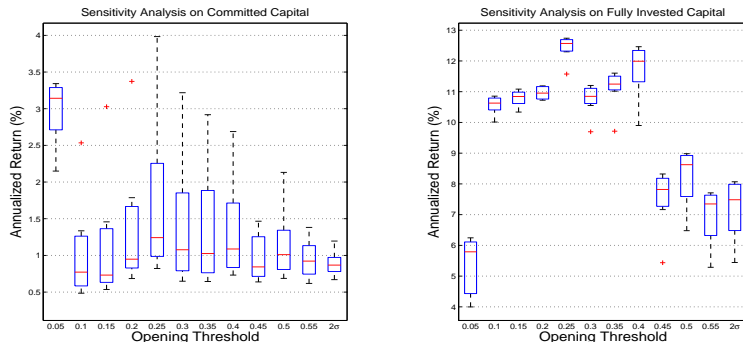 Sensitivity Analysis on Committed Capital
Annualized Return (%)
4
3.5
3
2.5
2
1.5
1
0.5
0.05 0.1 0.15 0.2 0.25 0.3 0.35 0.4 0.45 0.5 0.55 2σ
Opening Threshold
Sensitivity Analysis on Fully Invested Capital
Annualized Return (%)
13
12
11
10
9
8
7
6
5
4
0.05 0.1 0.15 0.2 0.25 0.3 0.35 0.4 0.45 0.5 0.55 2σ
Opening Threshold